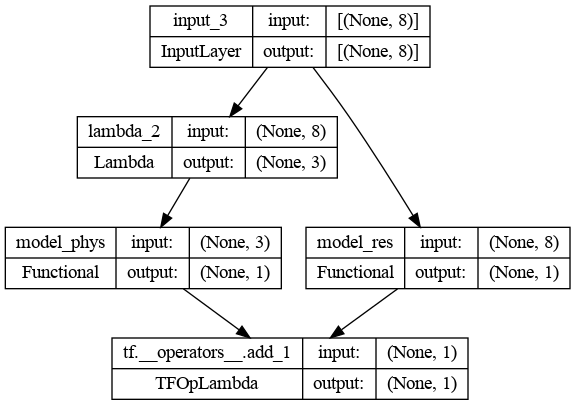 input_3 input: [(None, 8)]
InputLayer output: [(None, 8)]
lambda_2 input: (None, 8)
Lambda output: (None, 3)
model_phys input: (None, 3)
Functional output: (None, 1)
model_res input: (None, 8)
Functional output: (None, 1)
tf.__operators__.add_1 input: (None, 1)
TFOpLambda output: (None, 1)